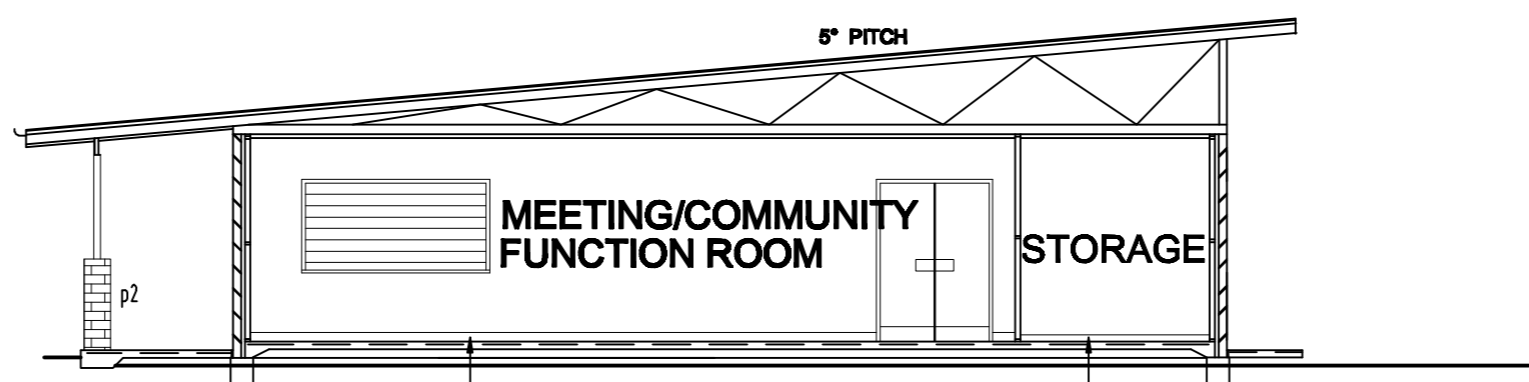 5° PITCH
MEETING/COMMUNITY
FUNCTION ROOM
STORAGE
p2